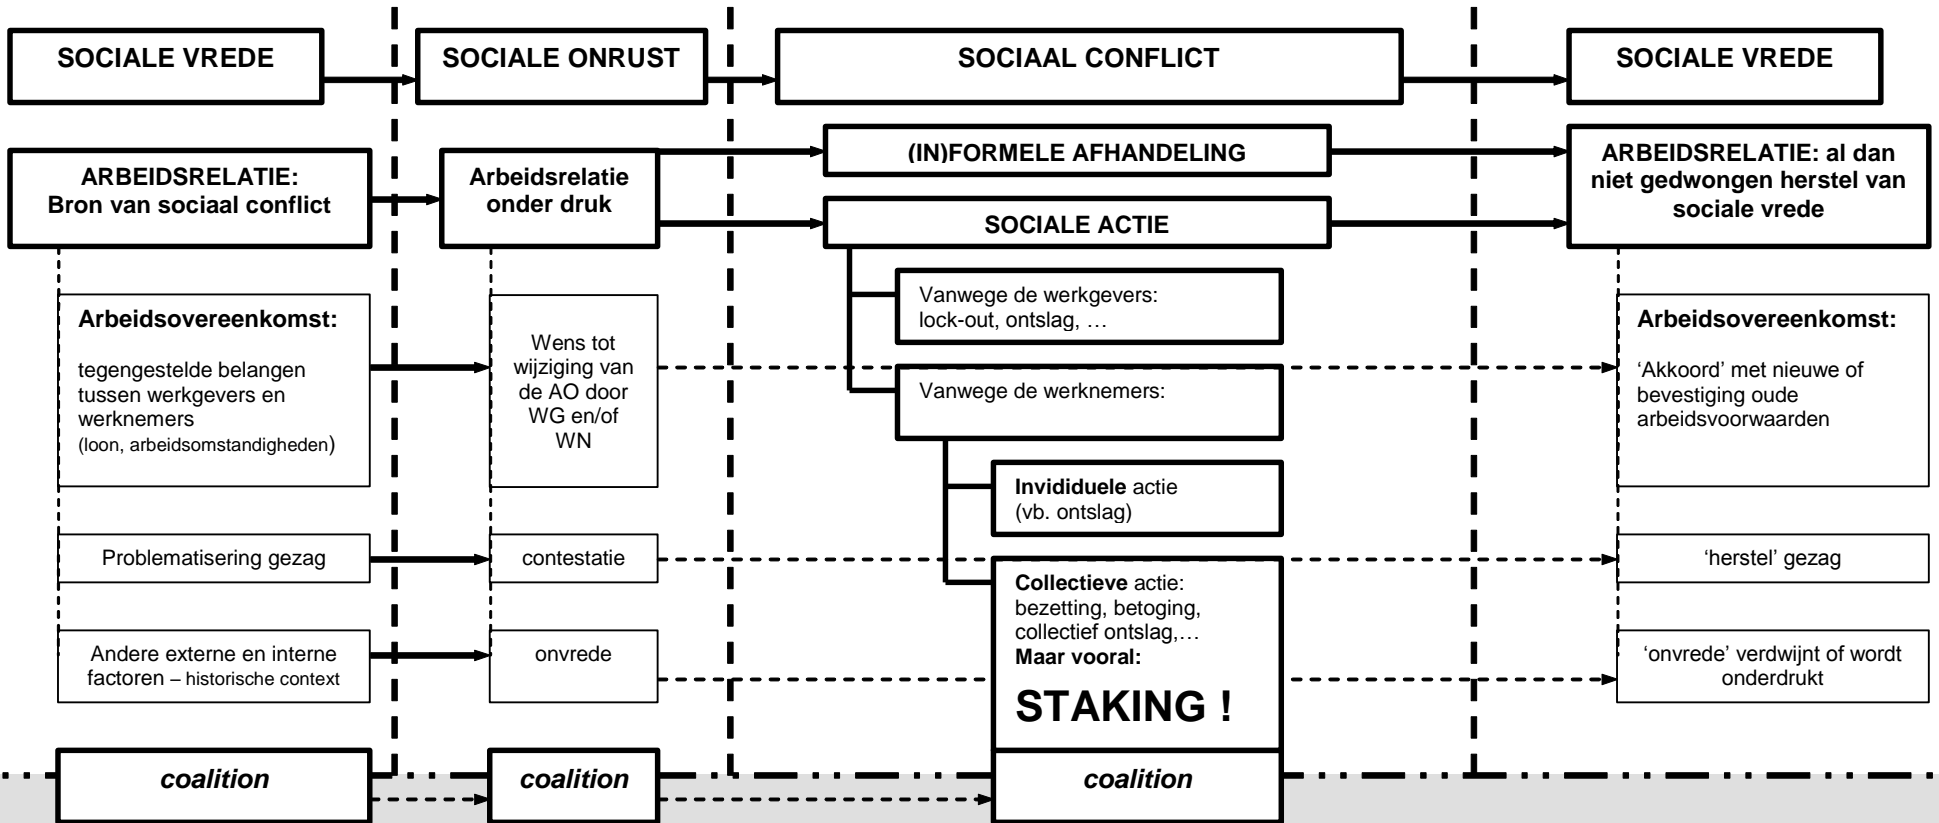 SOCIALE VREDE
SOCIALE ONRUST
SOCIAAL CONFLICT
SOCIALE VREDE
ARBEIDSRELATIE:
Bron van sociaal conflict
Arbeidsrelatie
onder druk
(IN)FORMELE AFHANDELING
SOCIALE ACTIE
ARBEIDSRELATIE: al dan
niet gedwongen herstel van
sociale vrede
Arbeidsovereenkomst:
tegengestelde belangen
tussen werkgevers en
werknemers
(loon, arbeidsomstandigheden)
Wens tot
wijziging van
de AO door
WG en/of
WN
Vanwege de werkgevers:
lock-out, ontslag, …
Vanwege de werknemers:
Invididuele actie
(vb. ontslag)
Arbeidsovereenkomst:
‘Akkoord’ met nieuwe of
bevestiging oude
arbeidsvoorwaarden
Problematisering gezag
contestatie
‘herstel’ gezag
Collectieve actie:
bezetting, betoging,
collectief ontslag,…
Maar vooral:
STAKING !
Andere externe en interne
factoren – historische context
onvrede
‘onvrede’ verdwijnt of wordt
onderdrukt
coalition
coalition
coalition